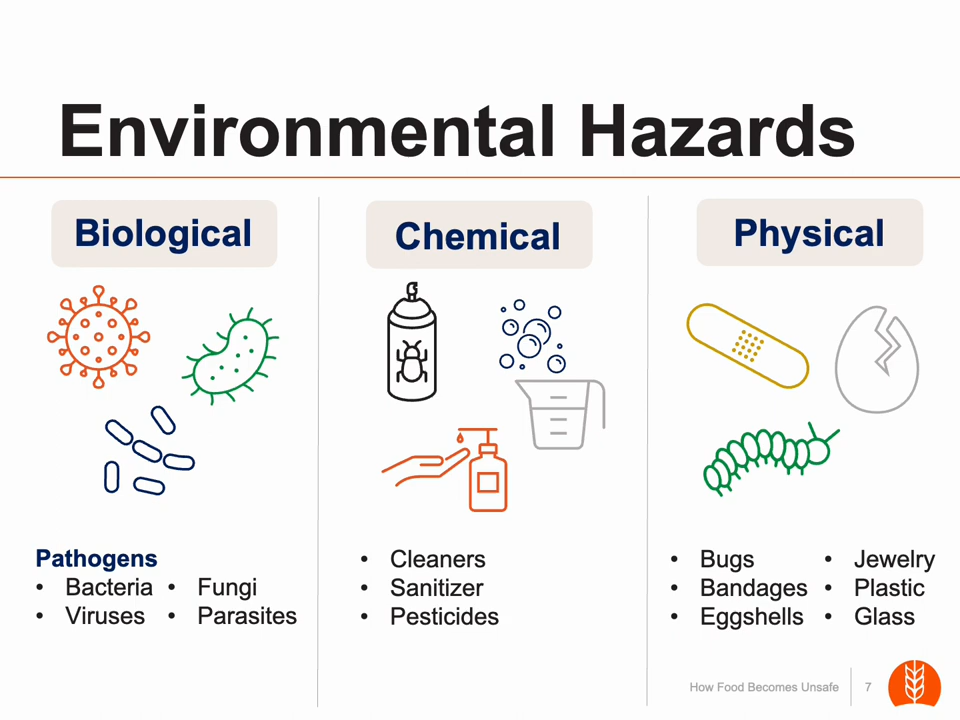 Environmental Hazards
Biological
Chemical
Physical
Pathogens
• Bacteria • Fungi
• Viruses • Parasites
• Cleaners
• Sanitizer
• Pesticides
• Bugs • Jewelry
• Bandages • Plastic
• Eggshells • Glass
How Food Becomes Unsafe 7